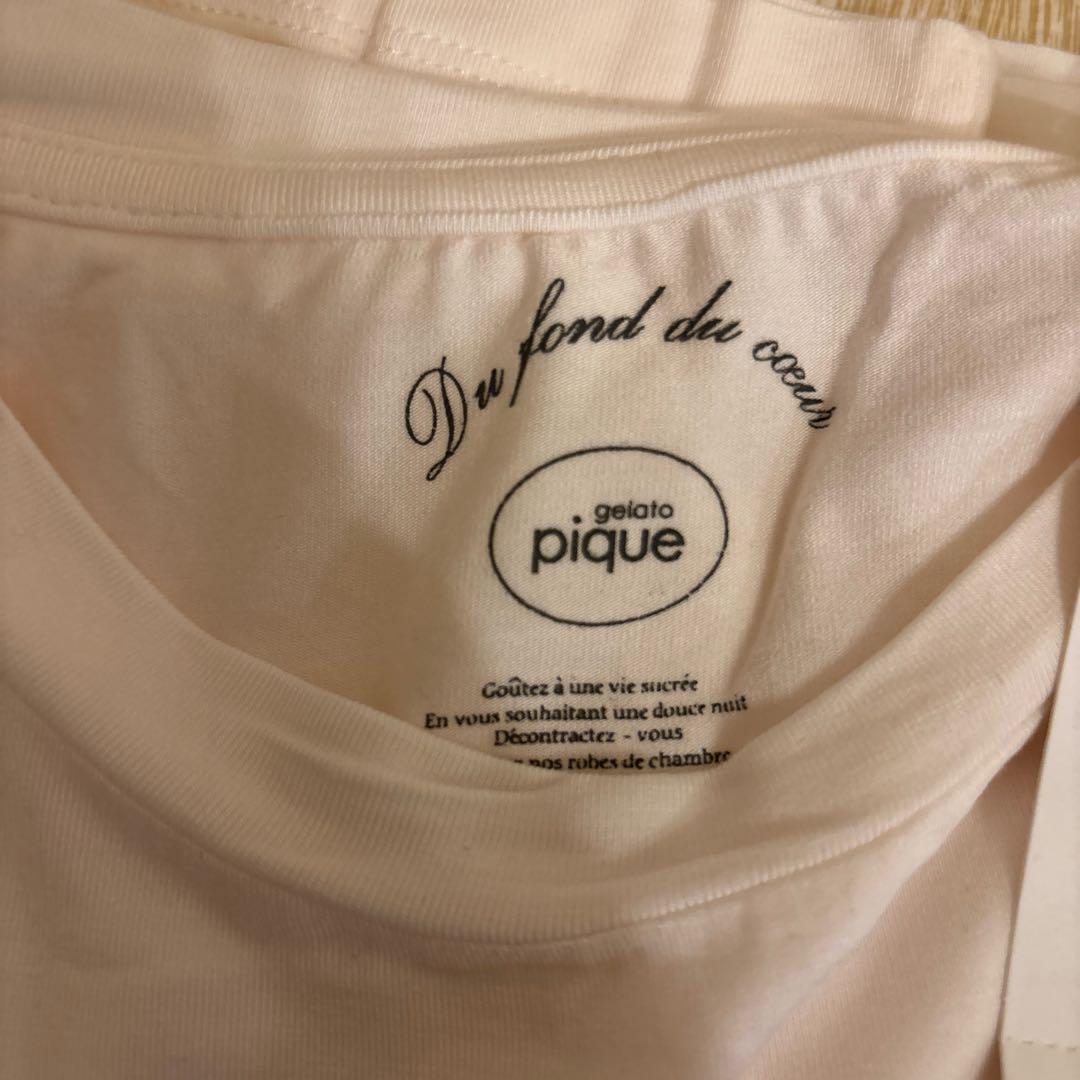 Du fond du cœur
gelato
pique
Goûtez à une vie sucrée
En vous souhaitant une douce nuit
Décontractez - vous
nos robes de chambre